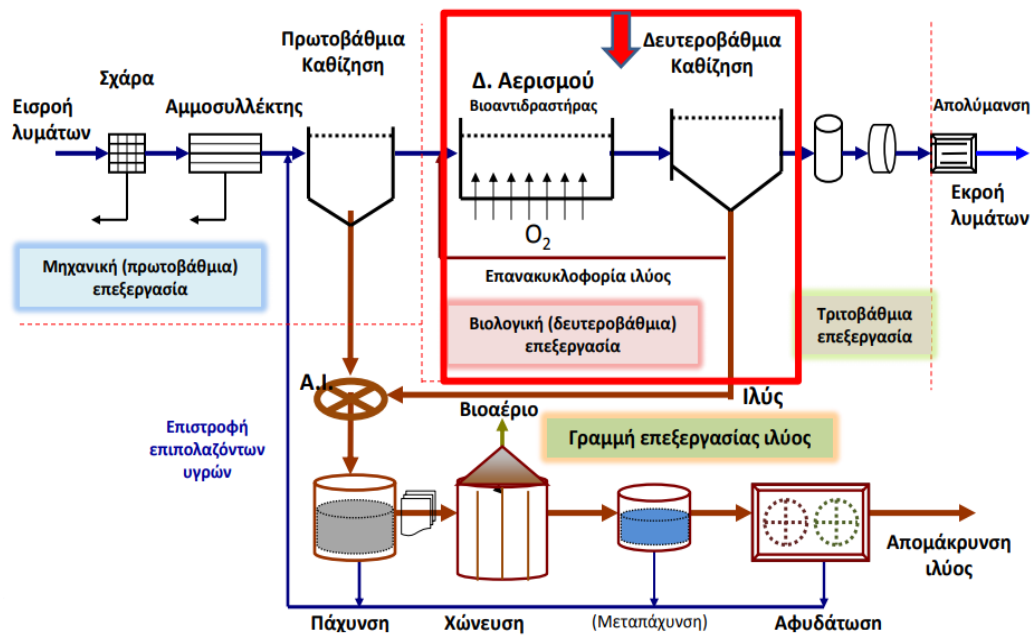 Πρωτοβάθμια
Καθίζηση
Δευτεροβάθμια
Καθίζηση
Σχάρα
Δ. Αερισμού
Βιοαντιδραστήρας
Εισροή
λυμάτων
Αμμοσυλλέκτης
Απολύμανση
Εκροή
λυμάτων
O2
Μηχανική (πρωτοβάθμια)
επεξεργασία
Επανακυκλοφορία ιλύος
Βιολογική (δευτεροβάθμια)
επεξεργασία
Τριτοβάθμια
επεξεργασία
Α.Ι.
Ιλύς
Βιοαέριο
Επιστροφή
επιπολαζόντων
υγρών
Γραμμή επεξεργασίας ιλύος
Απομάκρυνση
ιλύος
Πάχυνση
Χώνευση
(Μεταπάχυνση)
Αφυδάτωση